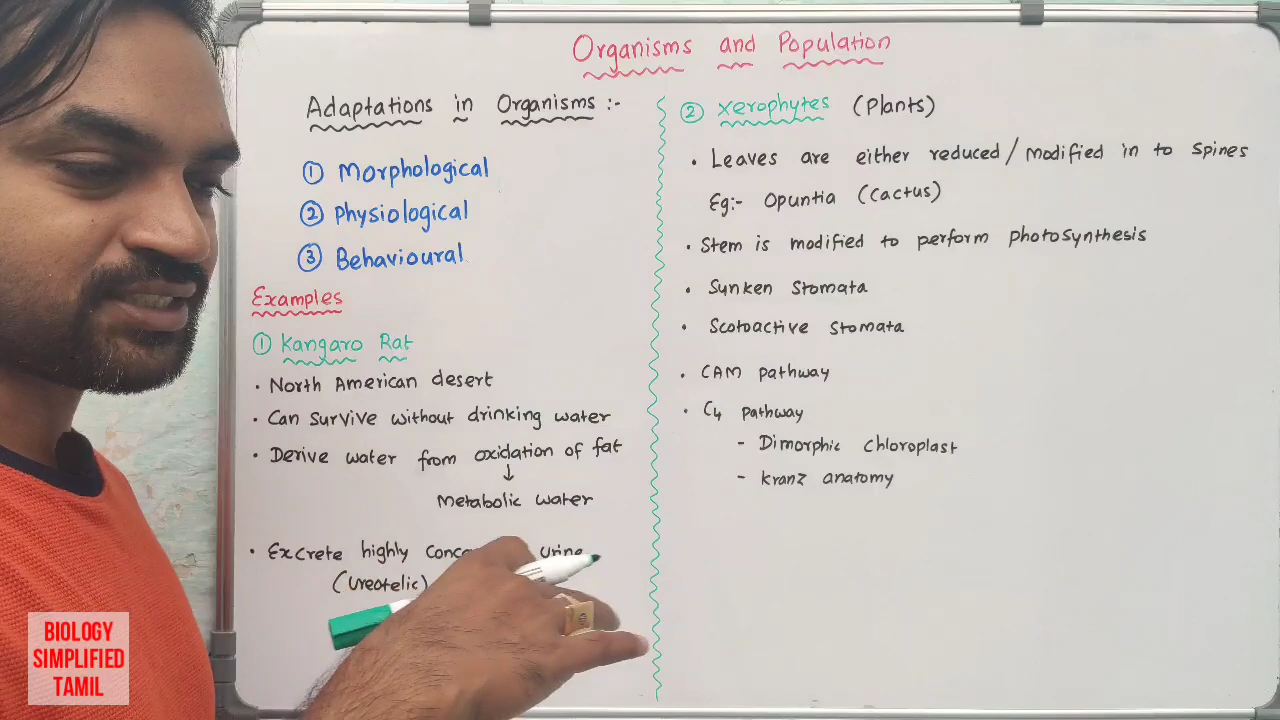 Organisms and Population
Adaptations in Organisms :-
① Morphological
② Physiological
③ Behavioural
Examples
① Kangaro Rat
• North American desert
• Can survive without drinking water
• Derive water from oxidation of fat
↓
Metabolic water
• Excrete highly urine
(Ureotelic)
② Xerophytes (Plants)
• Leaves are either reduced/modified in to spines
Eg:- Opuntia (Cactus)
• Stem is modified to perform photosynthesis
• Sunken stomata
• Scotoactive stomata
• CAM pathway
• C4 pathway
- Dimorphic chloroplast
- kranz anatomy
BIOLOGY
SIMPLIFIED
TAMIL